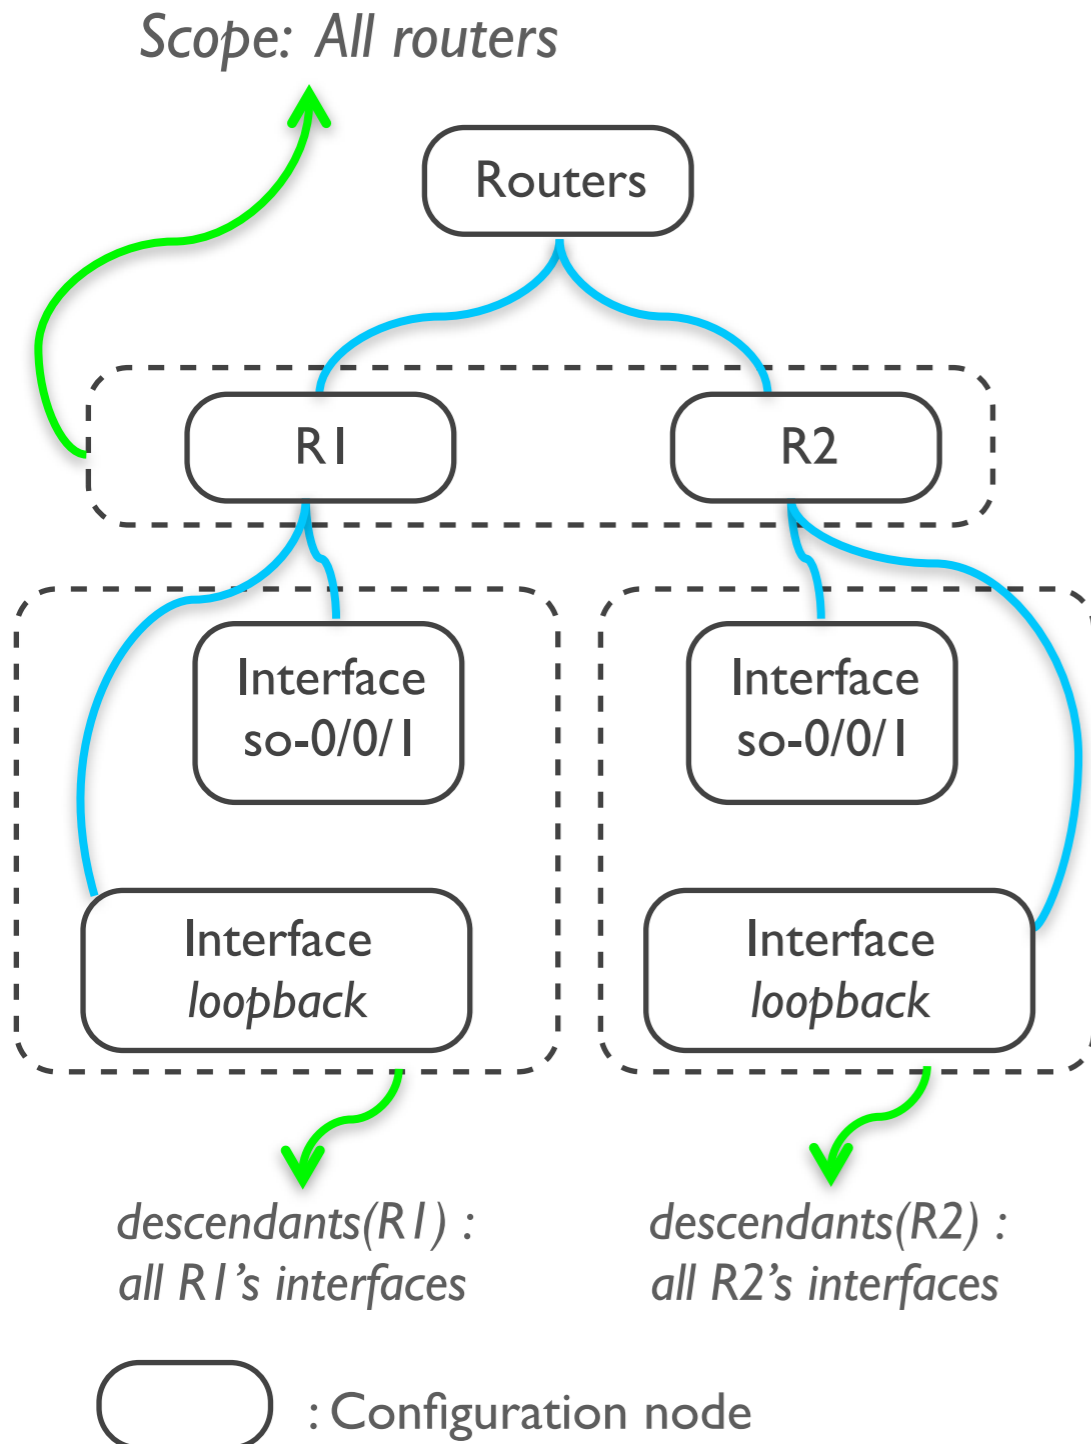 Scope: All routers
Routers
R1
R2
Interface
so-0/0/1
Interface
so-0/0/1
Interface
loopback
Interface
loopback
descendants(R1) :
all R1’s interfaces
descendants(R2) :
all R2’s interfaces
: Configuration node